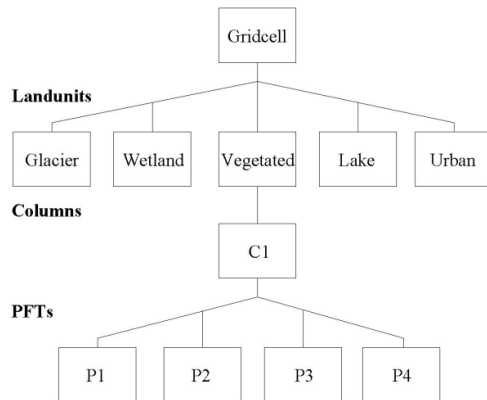 Gridcell
Landunits
Glacier Wetland Vegetated Lake Urban
Columns
C1
PFTs
P1 P2 P3 P4